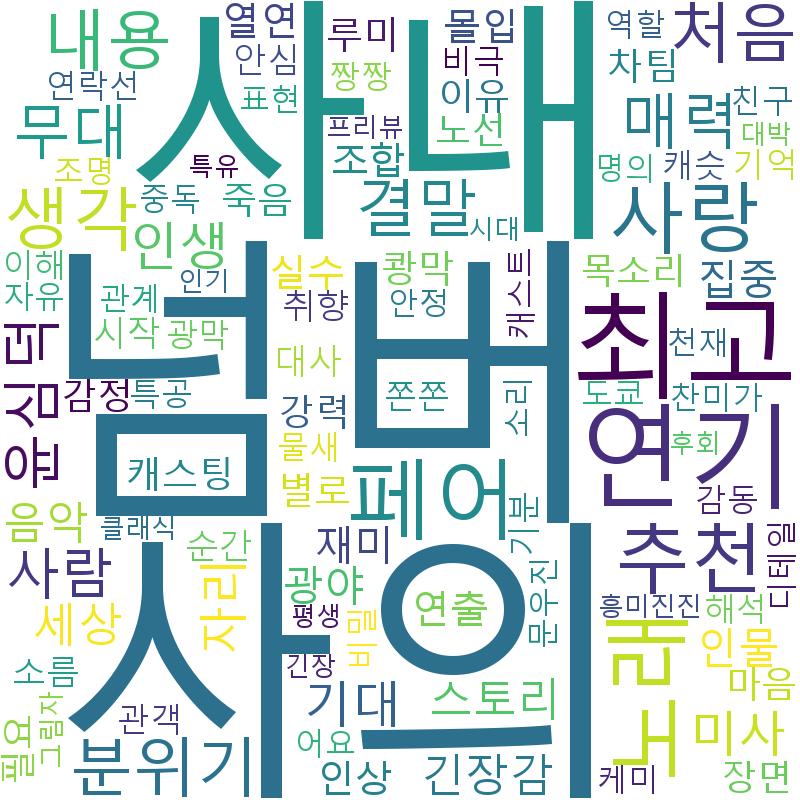 내용
열연
루미
몰입
역할
처음
연락선
안심
짱짱
비극
차팀
사내
표현
이유
매력
친구
무대
프리뷰
노선
대박
조명
특유
조합
명의
캐슷
기억
생각
중독
죽음
결말
시대
사랑
인생
이해
인기
실수
쾅막
캐스트
목소리
집중
자유
관계
취향
안정
넘버
시작
광막
최고
천재
윤심덕
대사
감정
특공
강력
쫀쫀
소리
도쿄
찬미가
연기
캐스팅
물새
후회
별로
페어
감동
음악
클래식
기분
순간
재미
추천
디테일
사람
자리
광야
사의
연출
문우진
흥미진진
해석
세상
평생
비밀
노래
인물
소름
긴장
마음
그림자
관객
기대
스토리
필요
미사
분위기
어요
인상
긴장감
케미
장면